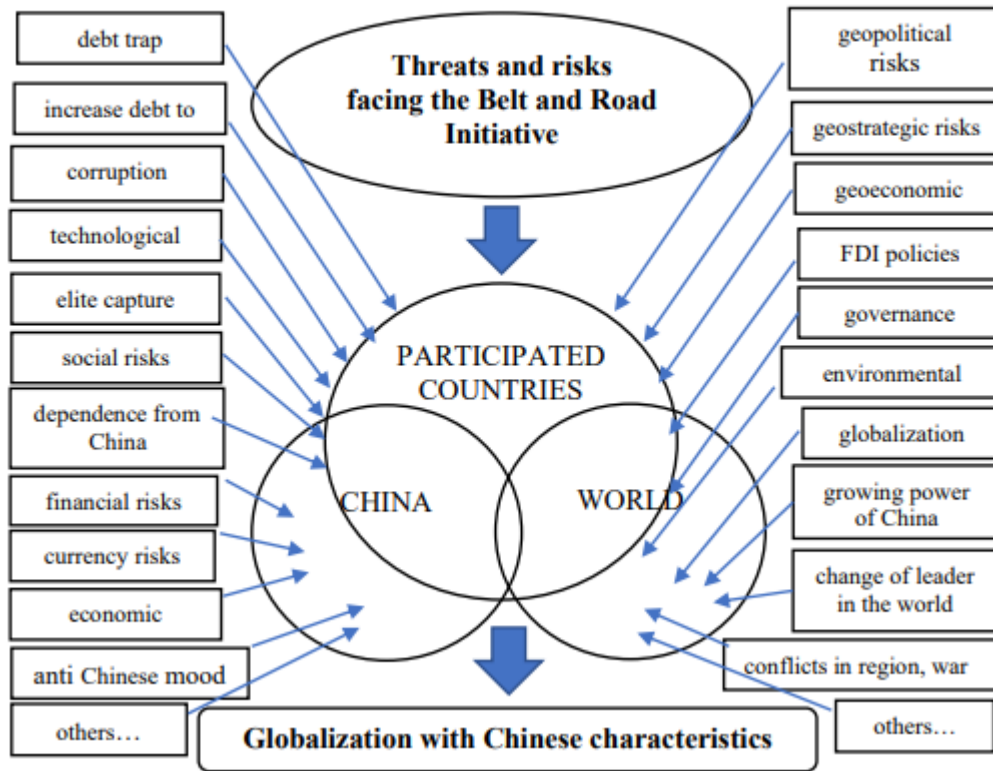 Threats and risks
facing the Belt and Road
Initiative
debt trap
increase debt to
corruption
technological
elite capture
social risks
dependence from
China
financial risks
currency risks
economic
anti Chinese mood
others…
PARTICIPATED
COUNTRIES
CHINA
WORLD
geopolitical
risks
geostrategic risks
geoeconomic
FDI policies
governance
environmental
globalization
growing power
of China
change of leader
in the world
conflicts in region, war
others…
Globalization with Chinese characteristics